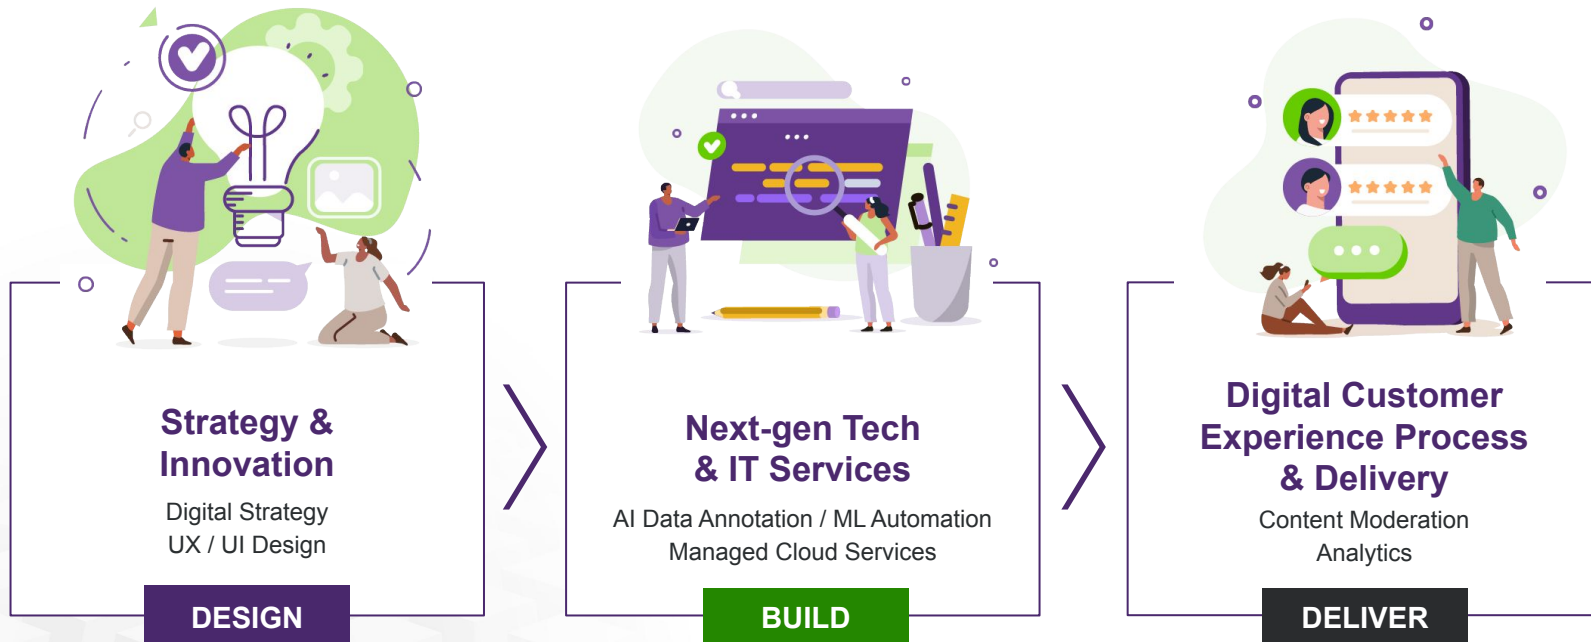 Strategy &
Innovation
Digital Strategy
UX / UI Design
DESIGN
Next-gen Tech
& IT Services
AI Data Annotation / ML Automation
Managed Cloud Services
BUILD
Digital Customer
Experience Process
& Delivery
Content Moderation
Analytics
DELIVER